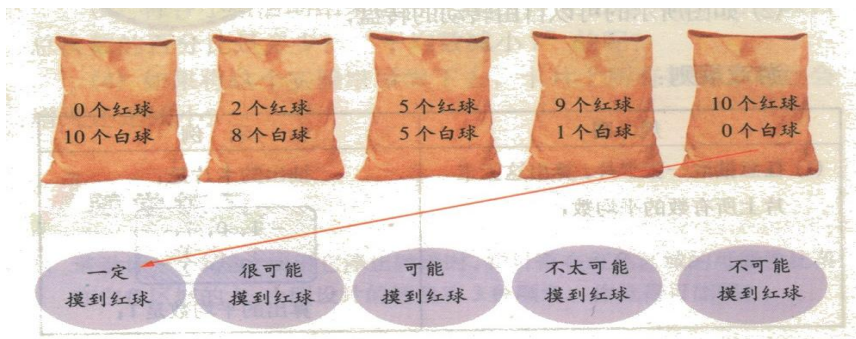 0个红球
10个白球
2个红球
8个白球
5个红球
5个白球
9个红球
1个白球
10个红球
0个白球
一定
摸到红球
很可能
摸到红球
可能
摸到红球
不太可能
摸到红球
不可能
摸到红球